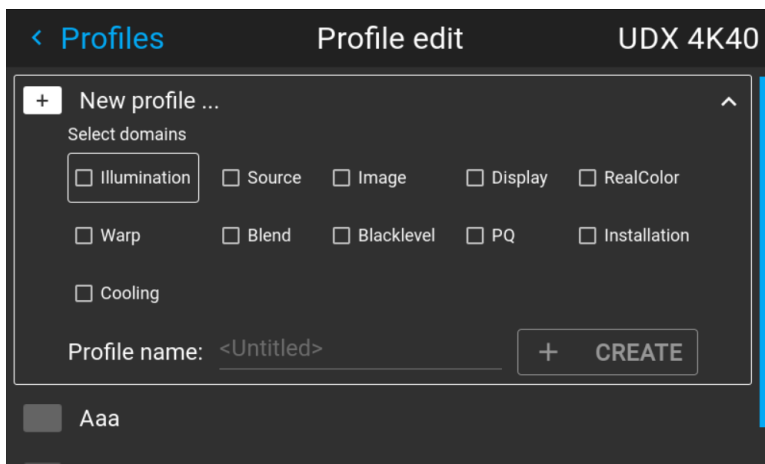 Profiles Profile edit UDX 4K40
+ New profile ...
Select domains
Illumination Source Image Display RealColor
Warp Blend Blacklevel PQ Installation
Cooling
Profile name: <Untitled> + CREATE
Aaa